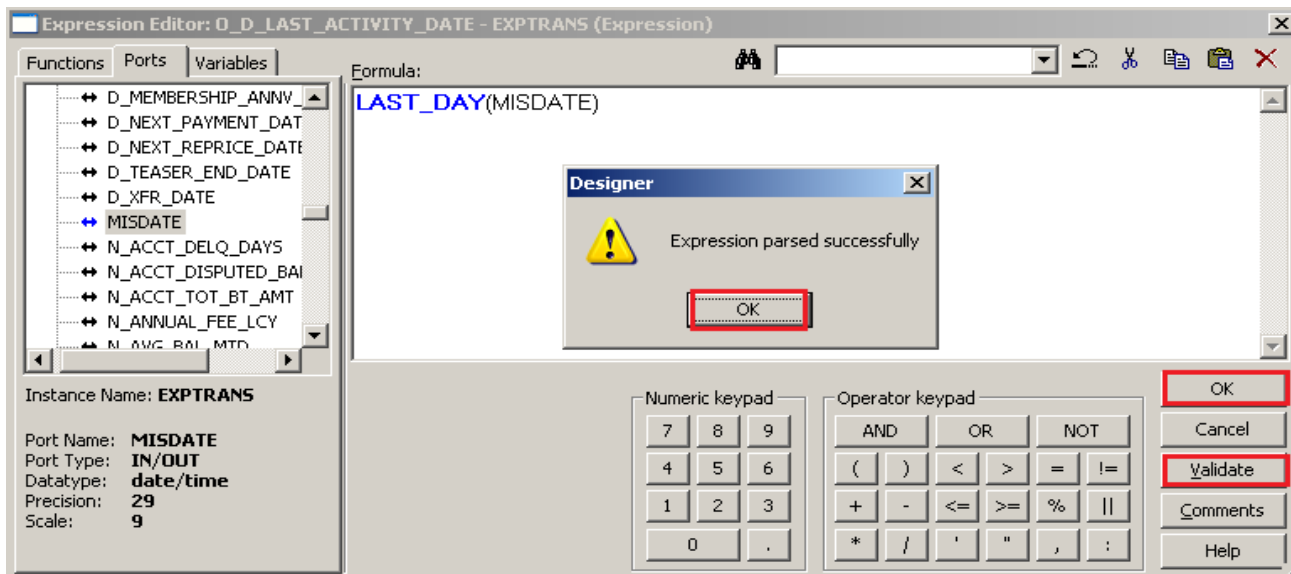 Expression Editor: O_D_LAST_ACTIVITY_DATE - EXPTRANS (Expression)
Functions Ports Variables
Formula:
D_MEMBERSHIP_ANNV_
D_NEXT_PAYMENT_DAT
D_NEXT_REPRICE_DATE
D_TEASER_END_DATE
D_XFR_DATE
MISDATE
N_ACCT_DELQ_DAYS
N_ACCT_DISPUTED_BAI
N_ACCT_TOT_BT_AMT
N_ANNUAL_FEE_LCY
N_AVG_BAL_MTD
LAST_DAY(MISDATE)
Designer
Expression parsed successfully
OK
Instance Name: EXPTRANS
Port Name: MISDATE
Port Type: IN/OUT
Datatype: date/time
Precision: 29
Scale: 9
Numeric keypad
7 8 9
4 5 6
1 2 3
0 .
Operator keypad
AND OR NOT
( ) < > = !=
+ - <= >= % ||
* / ' " , :
OK
Cancel
Validate
Comments
Help